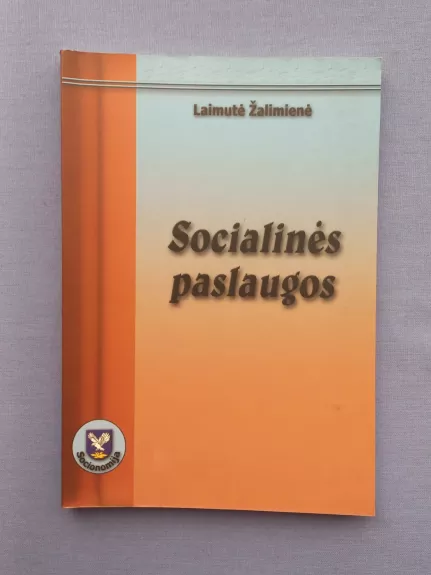 Laimutė Žalimienė
Socialinės
paslaugos
Socionomija